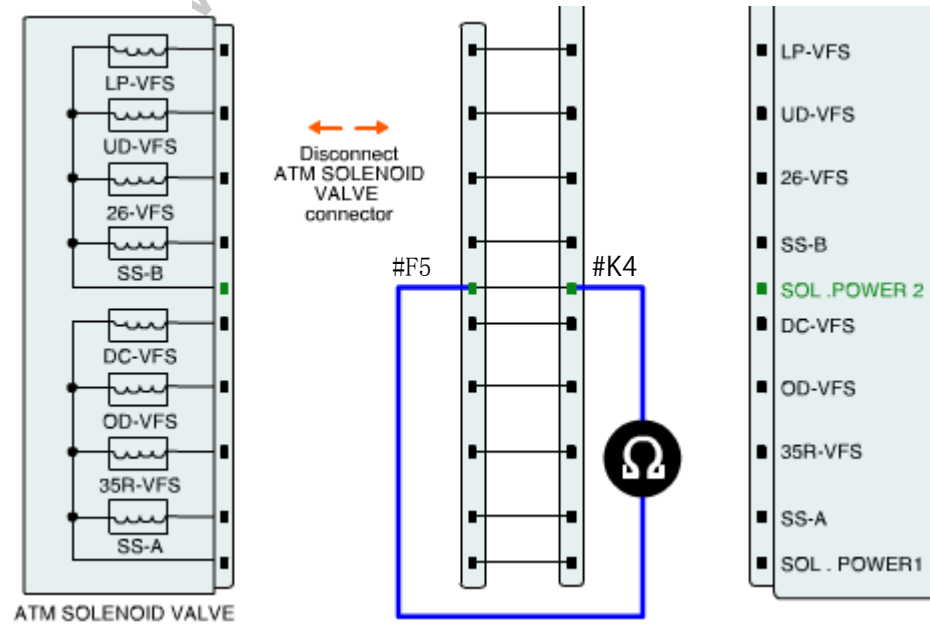 LP-VFS
UD-VFS
26-VFS
SS-B
DC-VFS
OD-VFS
35R-VFS
SS-A
ATM SOLENOID VALVE
Disconnect
ATM SOLENOID
VALVE
connector
#F5
#K4
Ω
LP-VFS
UD-VFS
26-VFS
SS-B
SOL .POWER 2
DC-VFS
OD-VFS
35R-VFS
SS-A
SOL . POWER1